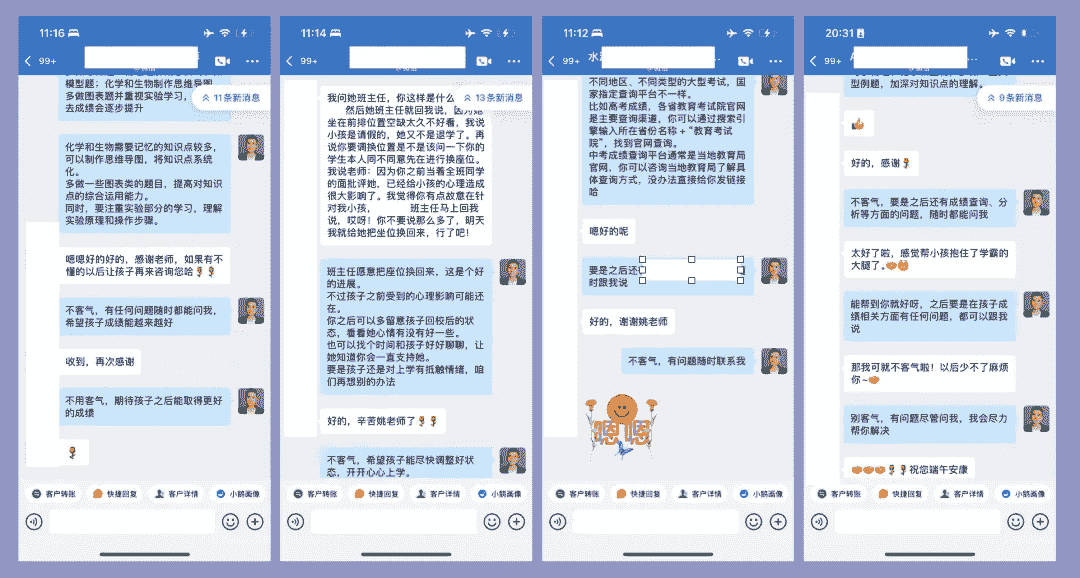 11:16
99+
@微信
模型题；化学和生物制作思维导图，
多做图表题并重视实验学习，
去成绩会逐步提升
11条新消息
化学和生物需要记忆的知识点较多，
可以制作思维导图，将知识点系统
化。
多做一些图表类的题目，提高对知识
点的综合运用能力。
同时，要注重实验部分的学习，理解
实验原理和操作步骤。
嗯嗯好的好的，感谢老师，如果有不
懂的以后让孩子再来咨询您哈
不客气，有任何问题随时都能问我，
希望孩子成绩能越来越好
收到，再次感谢
不用客气，期待孩子之后能取得更好
的成绩
客户转账
快捷回复
客户详情
小鹅画像
11:14
99+
@微信
我问她班主任，你这样是什么
然后她班主任就回我说，因为她
坐在前排位置空缺太久不好看，我说
小孩是请假的，她又不是退学了。再
说你要调换位置是不是该问一下你的
学生本人同不同意先在进行换座位。
我说老师：因为你之前当着全班同学
的面批评她，已经给小孩的心理造成
很大影响了。我觉得你有点故意在针
对我小孩，
班主任马上回我
说，哎呀！你不要说那么多了，明天
我就给她把坐位换回来，行了吧！
13条新消息
班主任愿意把座位换回来，这是个好
的进展。
不过孩子之前受到的心理影响可能还
在。
你之后可以多留意孩子回校后的状
态，看看她心情有没有好一些。
也可以找个时间和孩子好好聊聊，让
她知道你会一直支持她。
要是孩子还是对上学有抵触情绪，咱
们再想别的办法
好的，辛苦姚老师了
不客气，希望孩子能尽快调整好状
态，开开心心上学。
客户转账
快捷回复
客户详情
小鹅画像
11:12
99+
水
@微信
不同地区、不同类型的大型考试，国
家指定查询平台不一样。
比如高考成绩，各省教育考试院官网
是主要查询渠道，你可以通过搜索引
擎输入所在省份名称 + “教育考试
院”，找到官网查询。
中考成绩查询平台通常是当地教育局
官网，你可以咨询当地教育局了解具
体查询方式，没办法直接给你发链接
哈
嗯好的呢
要是之后还
时跟我说
好的，谢谢姚老师
不客气，有问题随时联系我
嗯嗯
客户转账
快捷回复
客户详情
小鹅画像
20:31
99+
@微信
型例题，加深对知识点的理解。
9条新消息
好的，感谢
不客气，要是之后还有成绩查询、分
析等方面的问题，随时都能问我
太好了啦，感觉帮小孩抱住了学霸的
大腿了。
能帮到你就好呀，之后要是在孩子成
绩相关方面有任何问题，都可以跟我
说
那我可就不客气啦！以后少不了麻烦
你~
别客气，有问题尽管问我，我会尽力
帮你解决
祝您端午安康
客户转账
快捷回复
客户详情
小鹅画像